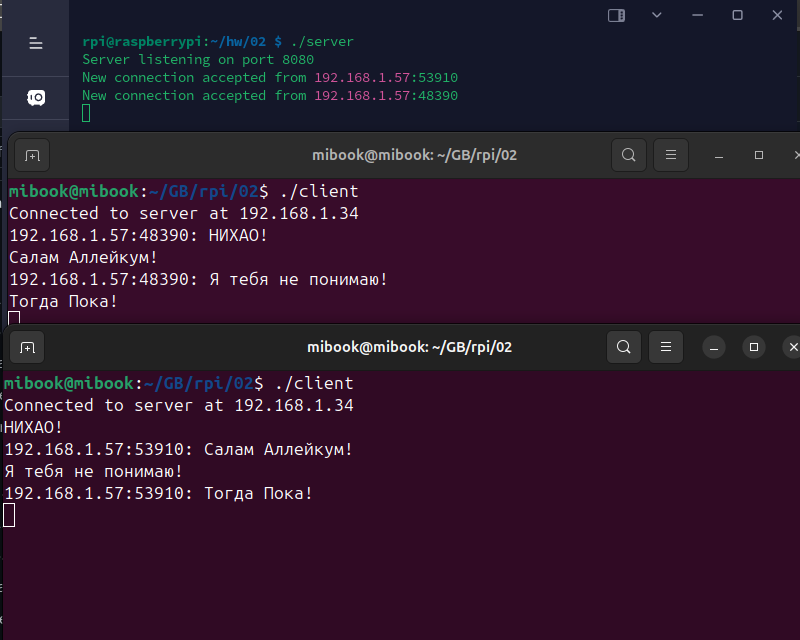 rpi@raspberrypi:~/hw/02 $ ./server
Server listening on port 8080
New connection accepted from 192.168.1.57:53910
New connection accepted from 192.168.1.57:48390
mibook@mibook: ~/GB/rpi/02
mibook@mibook:~/GB/rpi/02$ ./client
Connected to server at 192.168.1.34
192.168.1.57:48390: НИХАО!
Салам Аллейкум!
192.168.1.57:48390: Я тебя не понимаю!
Тогда Пока!
mibook@mibook: ~/GB/rpi/02
mibook@mibook:~/GB/rpi/02$ ./client
Connected to server at 192.168.1.34
НИХАО!
192.168.1.57:53910: Салам Аллейкум!
Я тебя не понимаю!
192.168.1.57:53910: Тогда Пока!